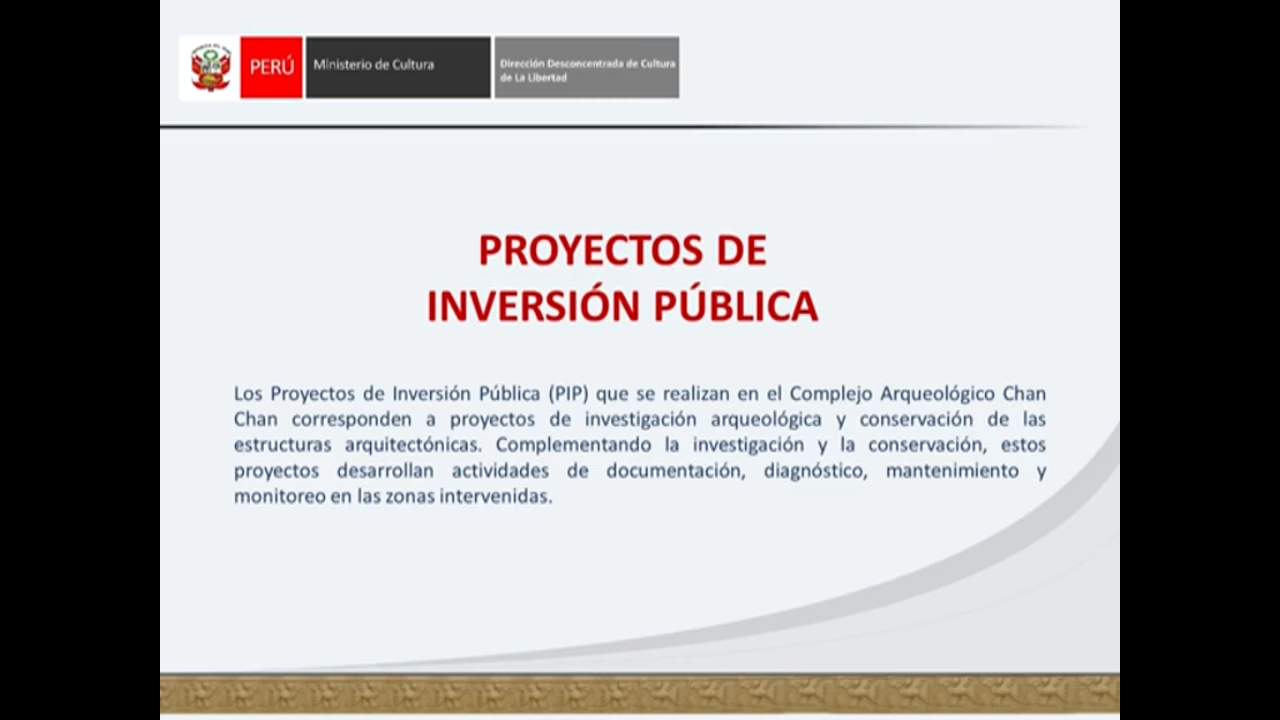 PERÚ
Ministerio de Cultura
Dirección Desconcentrada de Cultura
de La Libertad
PROYECTOS DE
INVERSIÓN PÚBLICA
Los Proyectos de Inversión Pública (PIP) que se realizan en el Complejo Arqueológico Chan
Chan corresponden a proyectos de investigación arqueológica y conservación de las
estructuras arquitectónicas. Complementando la investigación y la conservación, estos
proyectos desarrollan actividades de documentación, diagnóstico, mantenimiento y
monitoreo en las zonas intervenidas.